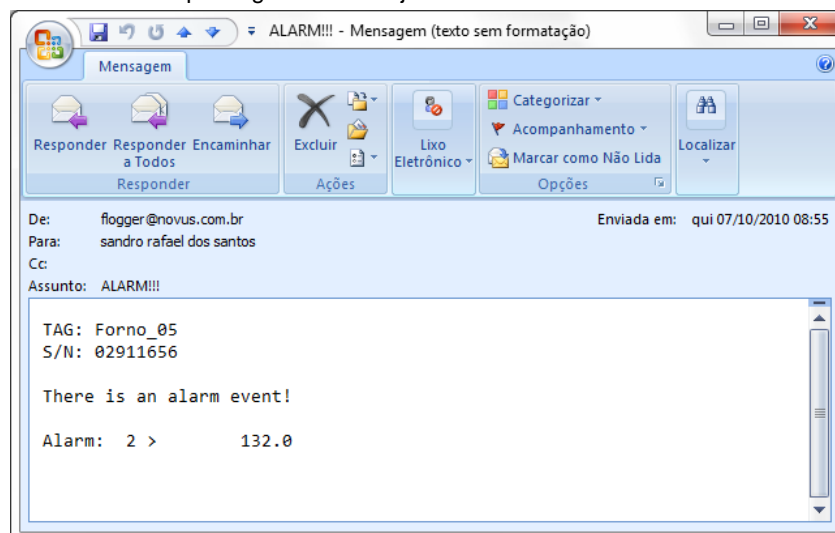 ALARM!!! - Mensagem (texto sem formatação)
Mensagem
Responder Responder a Todos Encaminhar
Responder
Excluir
Ações
Lixo Eletrônico
Categorizar
Acompanhamento
Marcar como Não Lida
Opções
Localizar
De: flogger@novus.com.br
Enviada em: qui 07/10/2010 08:55
Para: sandro rafael dos santos
Cc:
Assunto: ALARM!!!
TAG: Forno_05
S/N: 02911656
There is an alarm event!
Alarm: 2 > 132.0